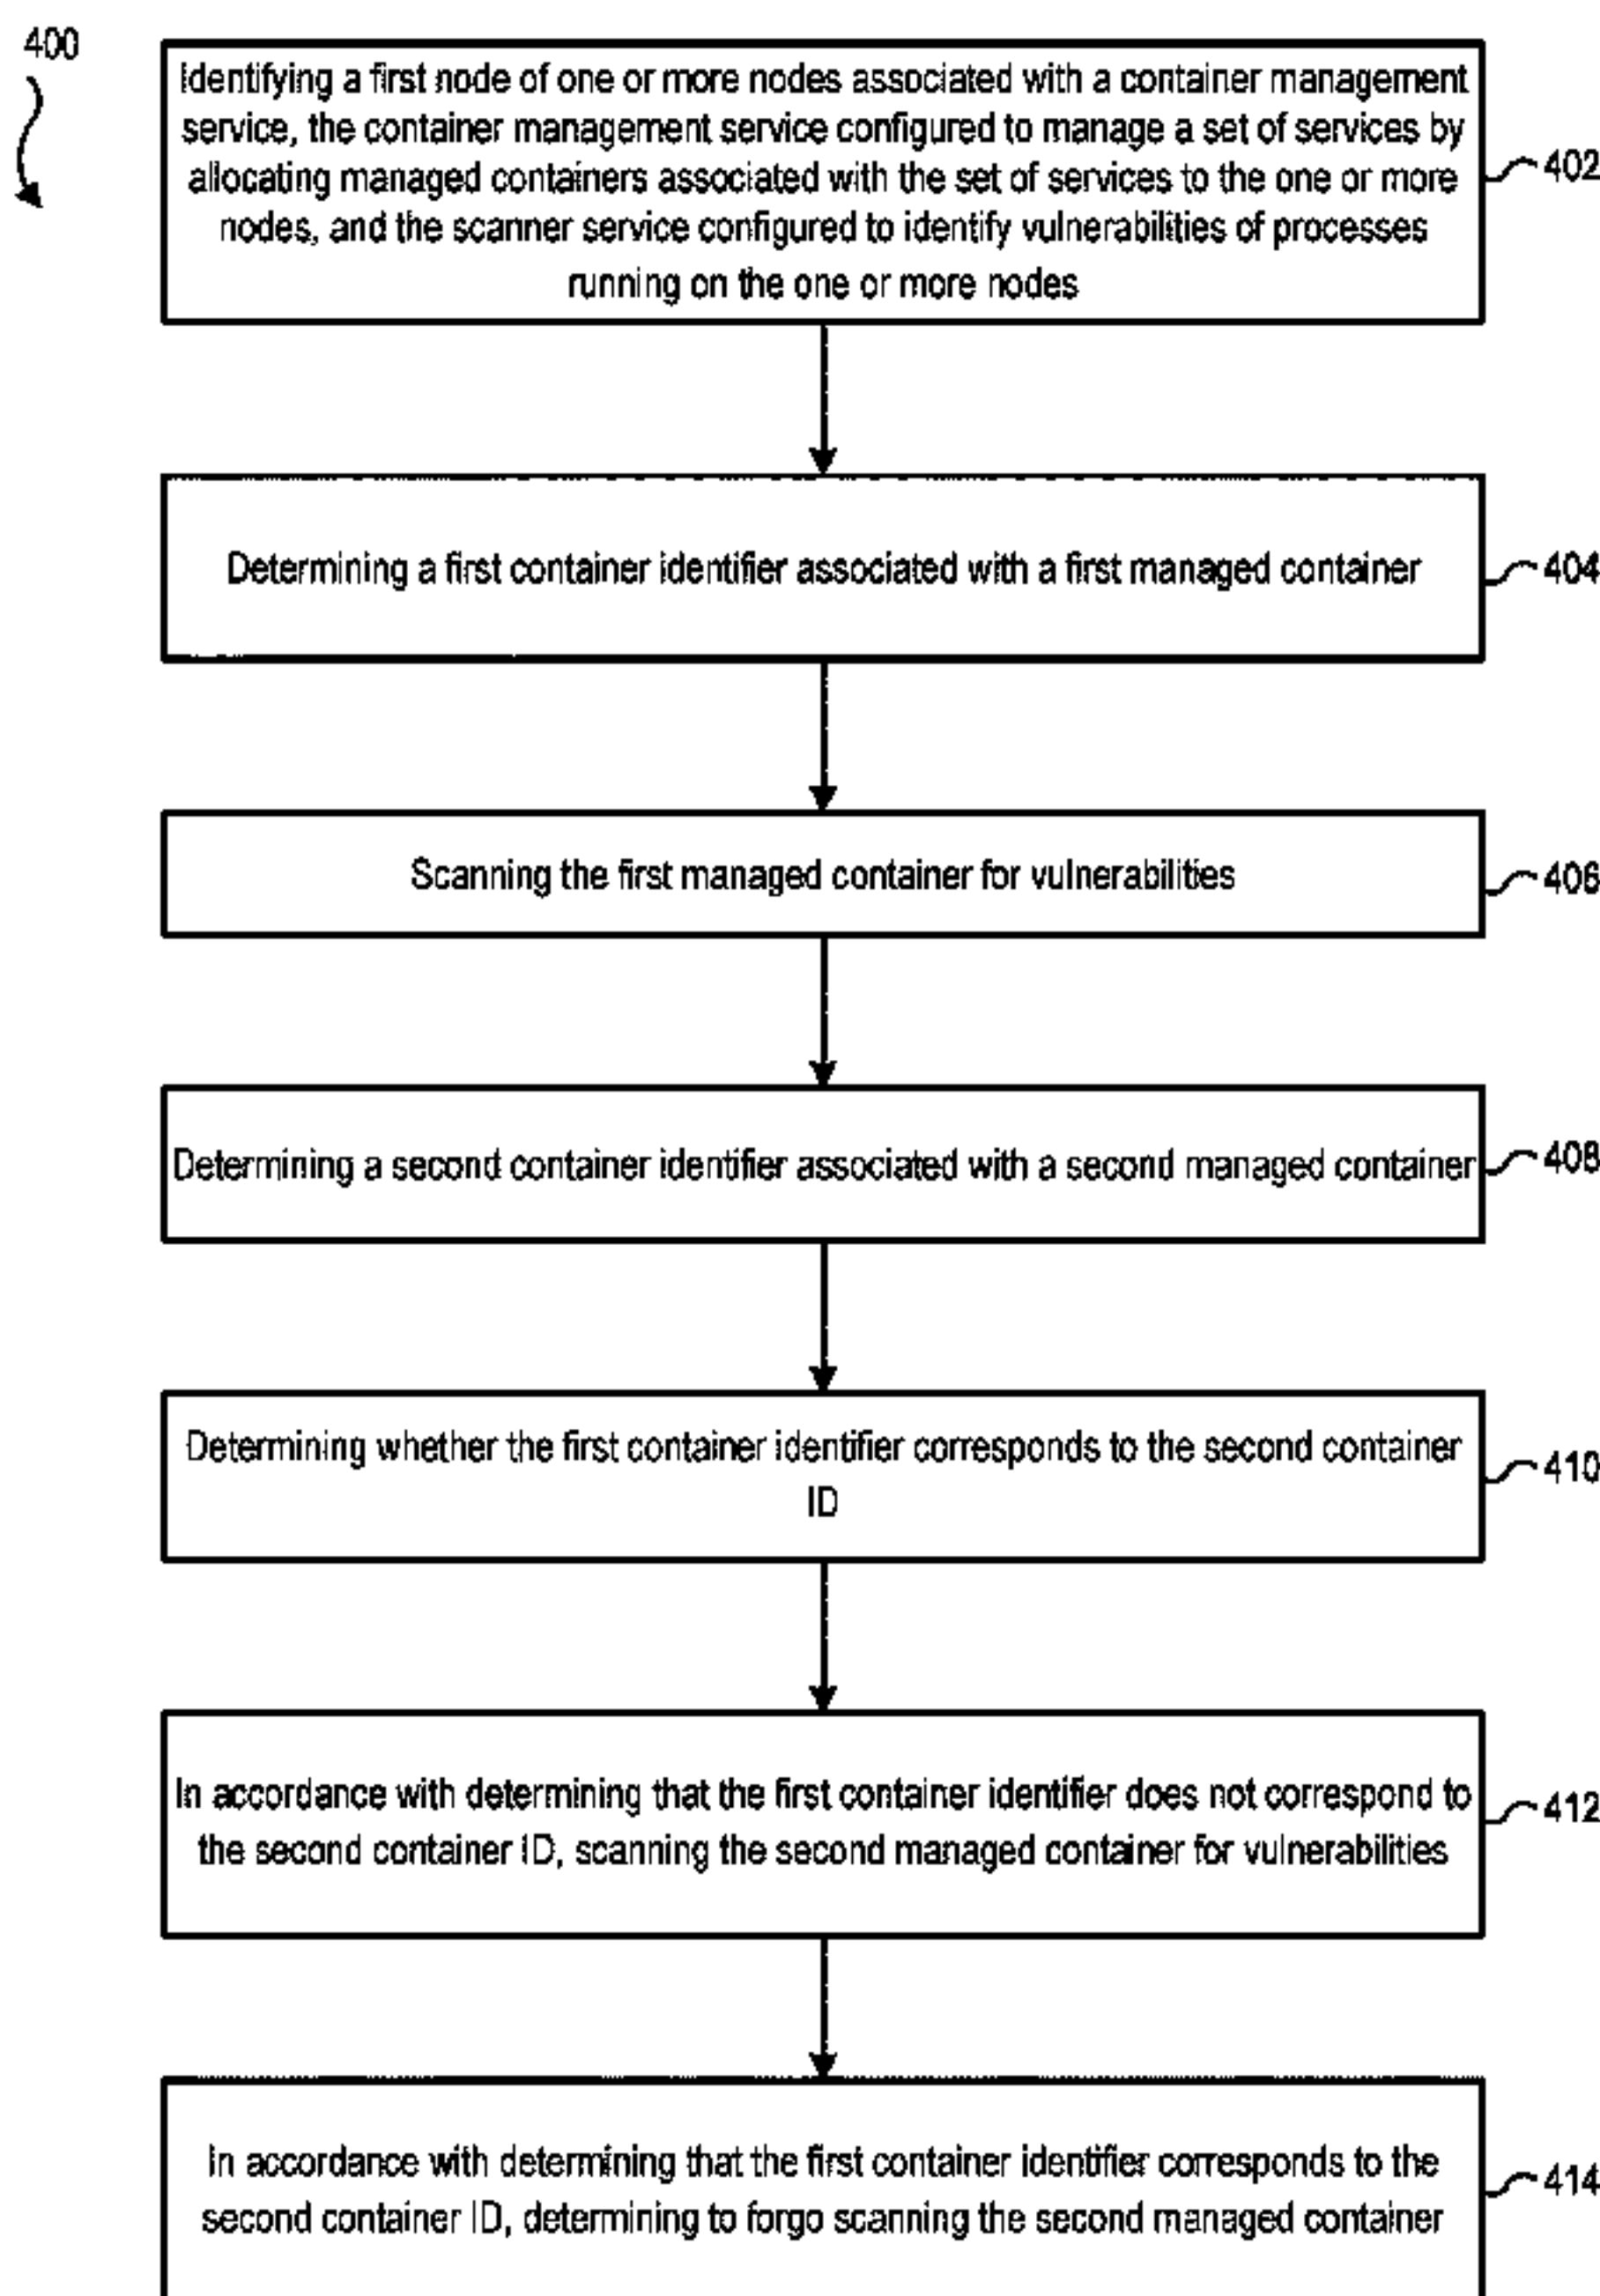 400
Identifying a first node of one or more nodes associated with a container management
service, the container management service configured to manage a set of services by
allocating managed containers associated with the set of services to the one or more
nodes, and the scanner service configured to identify vulnerabilities of processes
running on the one or more nodes
402
Determining a first container identifier associated with a first managed container
404
Scanning the first managed container for vulnerabilities
406
Determining a second container identifier associated with a second managed container
408
Determining whether the first container identifier corresponds to the second container
ID
410
In accordance with determining that the first container identifier does not correspond to
the second container ID, scanning the second managed container for vulnerabilities
412
In accordance with determining that the first container identifier corresponds to the
second container ID, determining to forgo scanning the second managed container
414